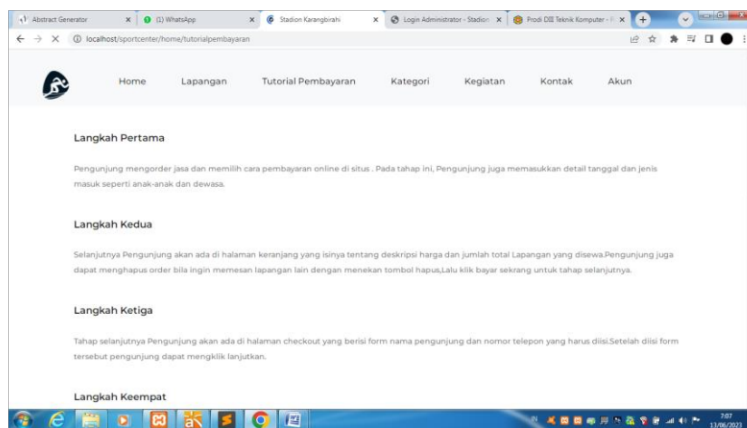 Abstract Generator
(1) WhatsApp
Stadion Karangbirahi
Login Administrator - Stadion
Prodi DIII Teknik Komputer -
localhost/sportcenter/home/tutorialpembayaran
Home Lapangan Tutorial Pembayaran Kategori Kegiatan Kontak Akun
Langkah Pertama
Pengunjung mengorder jasa dan memilih cara pembayaran online di situs . Pada tahap ini, Pengunjung juga memasukkan detail tanggal dan jenis
masuk seperti anak-anak dan dewasa.
Langkah Kedua
Selanjutnya Pengunjung akan ada di halaman keranjang yang isinya tentang deskripsi harga dan jumlah total Lapangan yang disewa.Pengunjung juga
dapat menghapus order bila ingin memesan lapangan lain dengan menekan tombol hapus,Lalu klik bayar sekrang untuk tahap selanjutnya.
Langkah Ketiga
Tahap selanjutnya Pengunjung akan ada di halaman checkout yang berisi form nama pengunjung dan nomor telepon yang harus diisi.Setelah diisi form
tersebut pengunjung dapat mengklik lanjutkan.
Langkah Keempat
7:07
13/06/2023